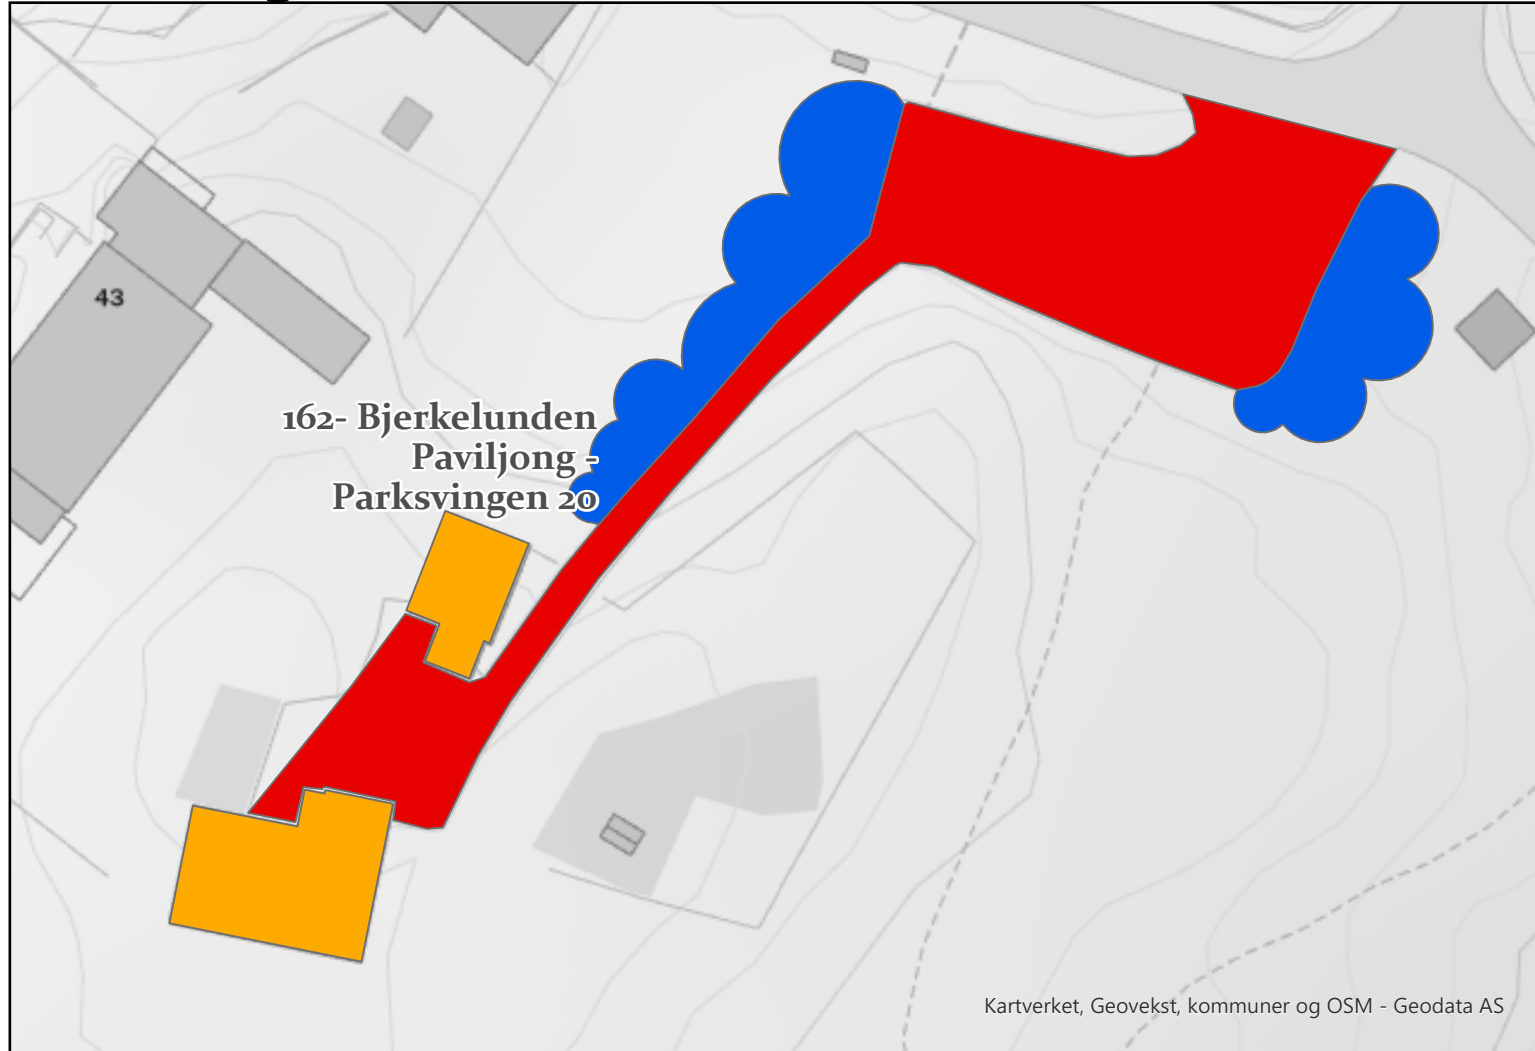 43
162- Bjerkelunden
Paviljong -
Parksvingen 20
Kartverket, Geovekst, kommuner og OSM - Geodata AS